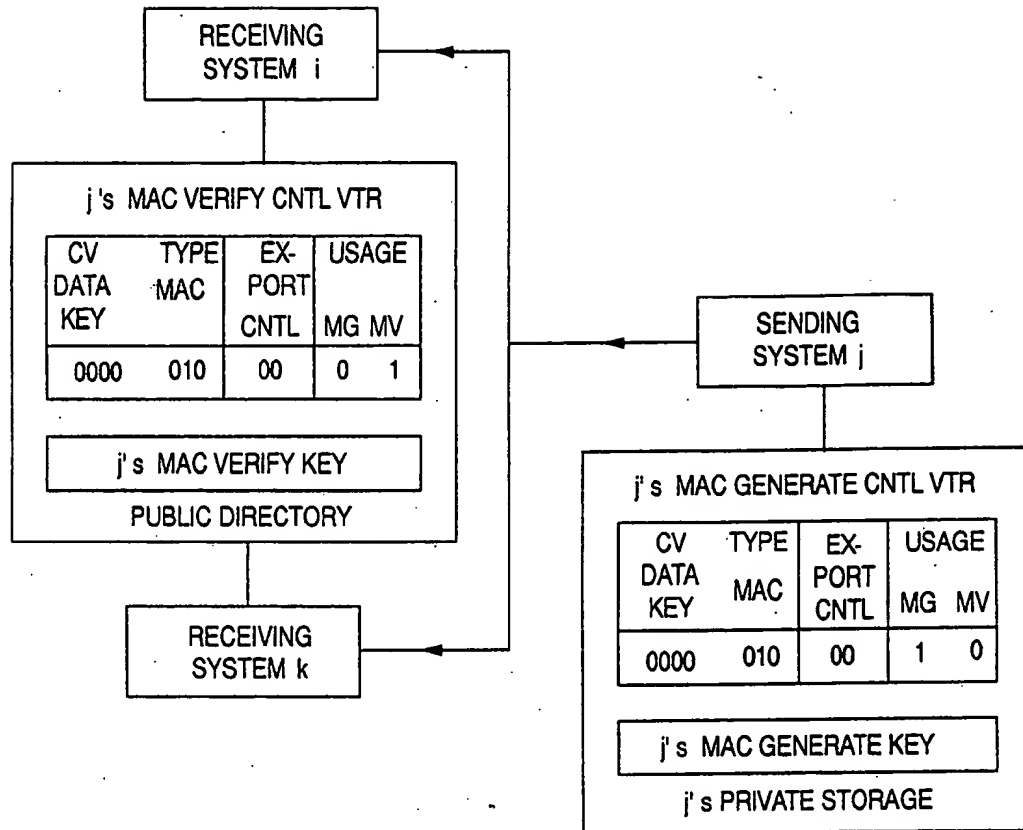 RECEIVING
SYSTEM i
j 's MAC VERIFY CNTL VTR
CV TYPE EX- USAGE
DATA MAC PORT
KEY CNTL MG MV
0000 010 00 0 1
j' s MAC VERIFY KEY
PUBLIC DIRECTORY
RECEIVING
SYSTEM k
SENDING
SYSTEM j
j' s MAC GENERATE CNTL VTR
CV TYPE EX- USAGE
DATA MAC PORT
KEY CNTL MG MV
0000 010 00 1 0
j' s MAC GENERATE KEY
j' s PRIVATE STORAGE